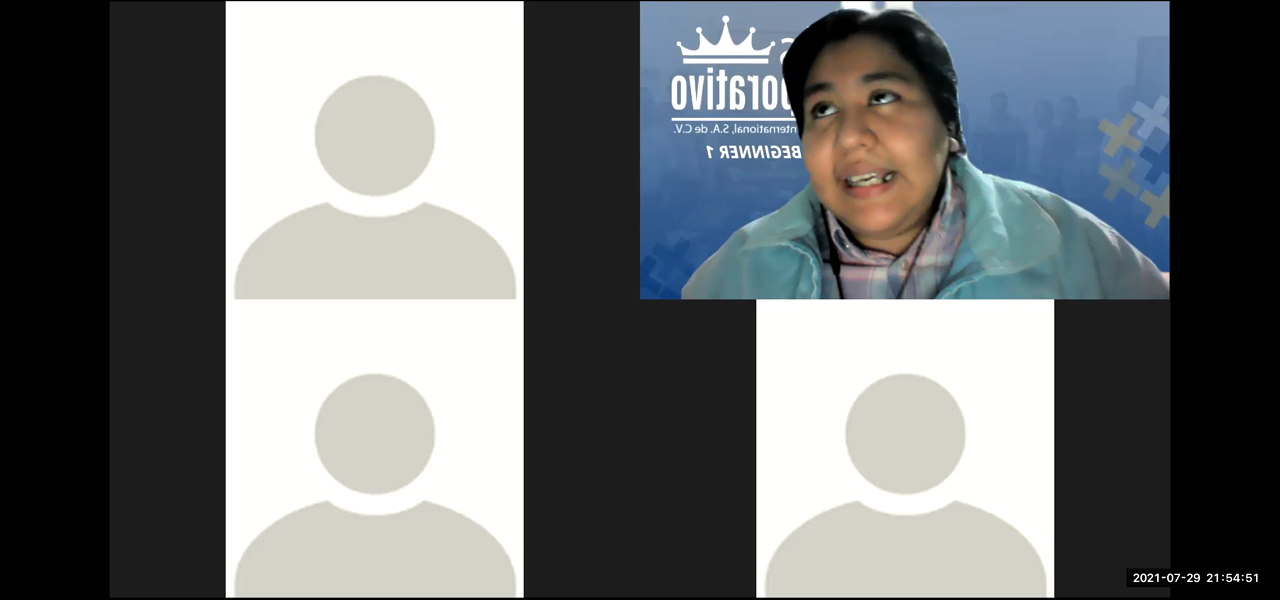 S
orativo
nternational, S.A. de C.V.
BEGINNER 1
2021-07-29 21:54:51